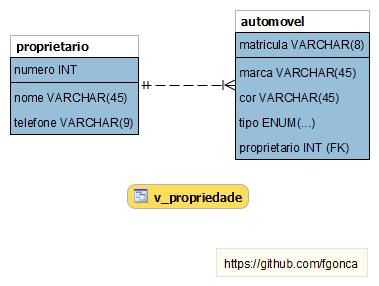 proprietario
numero INT
nome VARCHAR(45)
telefone VARCHAR(9)
automovel
matricula VARCHAR(8)
marca VARCHAR(45)
cor VARCHAR(45)
tipo ENUM(...)
proprietario INT (FK)
v_propriedade
https://github.com/fgonca